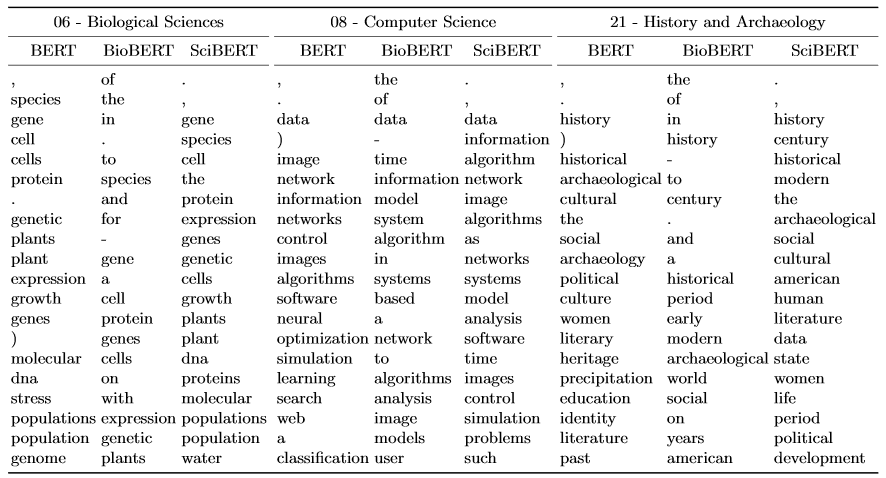 06 - Biological Sciences 08 - Computer Science 21 - History and Archaeology
BERT BioBERT SciBERT BERT BioBERT SciBERT BERT BioBERT SciBERT
, of . , the . , the .
species the , . of , . of ,
gene in gene data data data history in history
cell . species ) - information ) history century
cells to cell image time algorithm historical - historical
protein species the network information network archaeological to modern
. and protein information model image cultural century the
genetic for expression networks system algorithms the . archaeological
plants - genes control algorithm as social and social
plant gene genetic images in networks archaeology a cultural
expression a cells algorithms systems systems political historical american
growth cell growth software based model culture period human
genes protein plants neural a analysis women early literature
) genes plant optimization network software literary modern data
molecular cells dna simulation to time heritage archaeological state
dna on proteins learning algorithms images precipitation world women
stress with molecular search analysis control education social life
populations expression populations web image simulation identity on period
population genetic population a models problems literature years political
genome plants water classification user such past american development